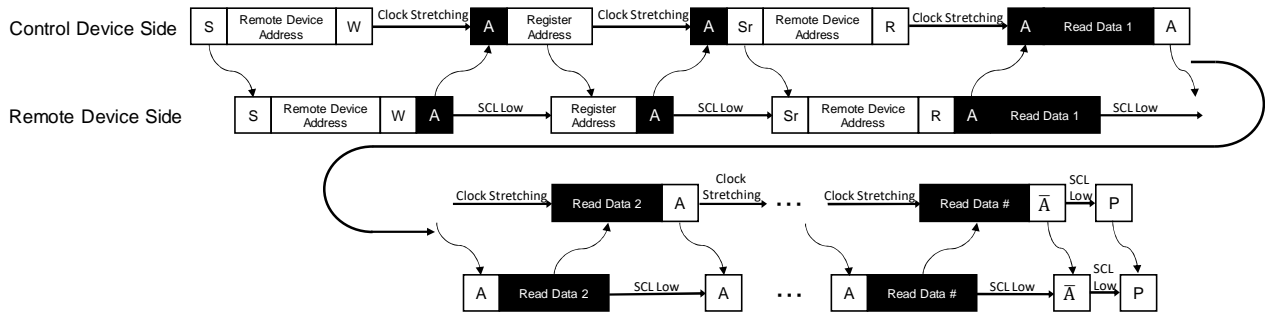 Control Device Side
S Remote Device Address W Clock Stretching A Register Address Clock Stretching A Sr Remote Device Address R Clock Stretching A Read Data 1 A
Remote Device Side
S Remote Device Address W A SCL Low Register Address A SCL Low Sr Remote Device Address R A Read Data 1 SCL Low
Clock Stretching Read Data 2 A Clock Stretching ... Clock Stretching Read Data # A̅ SCL Low P
A Read Data 2 SCL Low A ... A Read Data # SCL Low A̅ SCL Low P